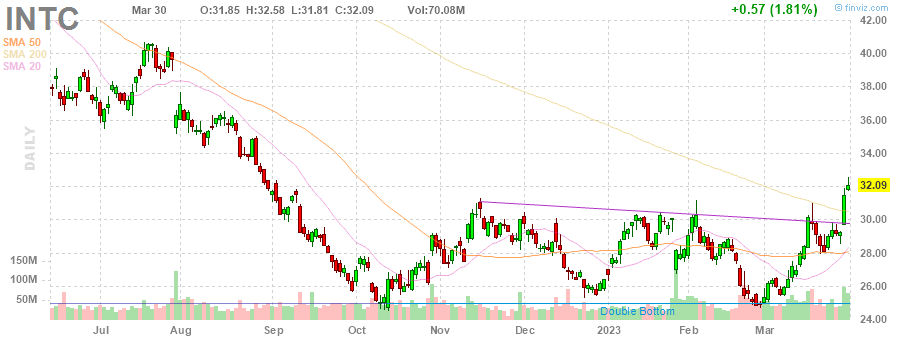 INTC Mar 30 O:31.85 H:32.58 L:31.81 C:32.09 Vol:70.08M +0.57 (1.81%) © finviz.com
SMA 50
SMA 200
SMA 20
DAILY
150M
100M
50M
42.00
40.00
38.00
36.00
34.00
32.09
30.00
28.00
26.00
24.00
Double Bottom
Jul Aug Sep Oct Nov Dec 2023 Feb Mar